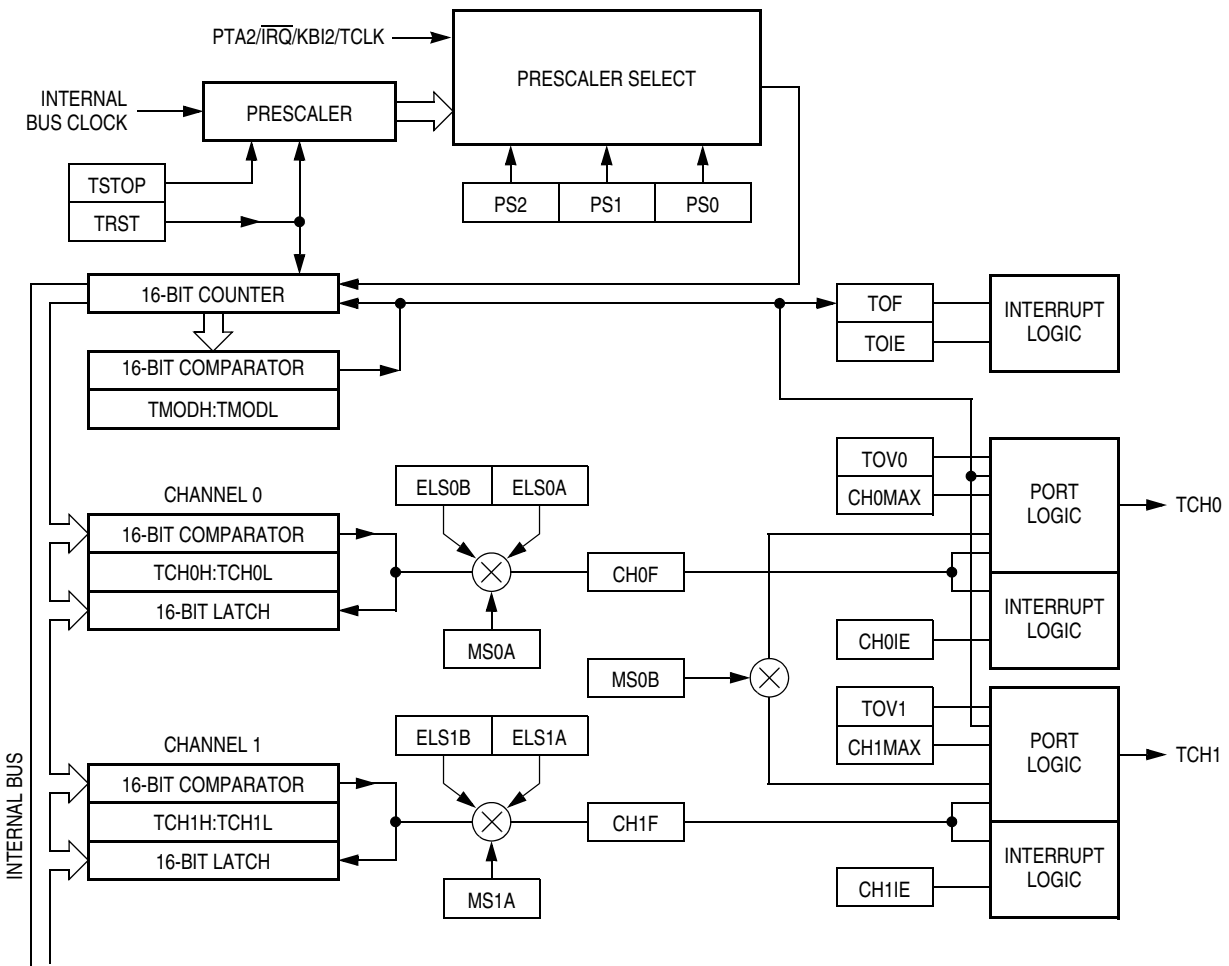 PTA2/IRQ/KBI2/TCLK
PRESCALER SELECT
INTERNAL
BUS CLOCK
PRESCALER
TSTOP
TRST
PS2
PS1
PS0
16-BIT COUNTER
16-BIT COMPARATOR
TMODH:TMODL
TOF
TOIE
INTERRUPT
LOGIC
CHANNEL 0
16-BIT COMPARATOR
TCH0H:TCH0L
16-BIT LATCH
ELS0B
ELS0A
MS0A
CH0F
TOV0
CH0MAX
PORT
LOGIC
TCH0
INTERRUPT
LOGIC
CH0IE
MS0B
CHANNEL 1
16-BIT COMPARATOR
TCH1H:TCH1L
16-BIT LATCH
ELS1B
ELS1A
MS1A
CH1F
TOV1
CH1MAX
PORT
LOGIC
TCH1
INTERRUPT
LOGIC
CH1IE
INTERNAL BUS